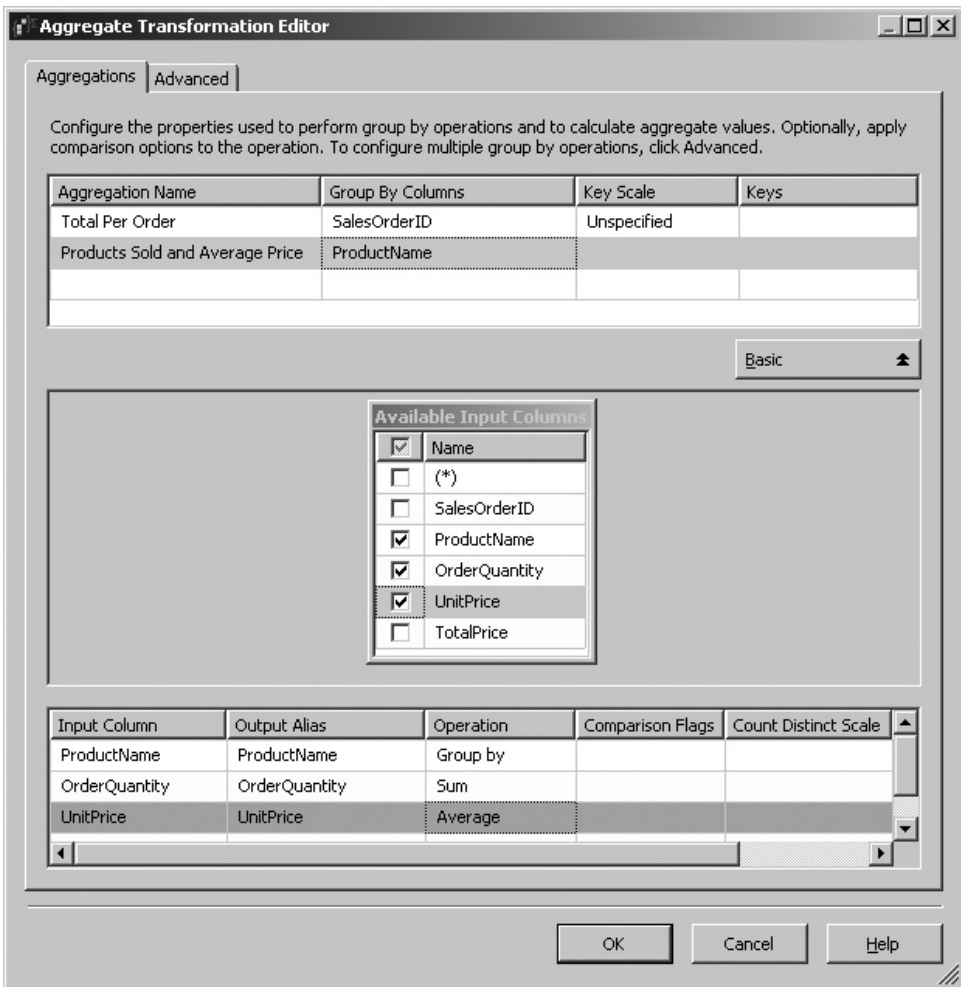 Aggregate Transformation Editor
Aggregations Advanced
Configure the properties used to perform group by operations and to calculate aggregate values. Optionally, apply
comparison options to the operation. To configure multiple group by operations, click Advanced.
Aggregation Name Group By Columns Key Scale Keys
Total Per Order SalesOrderID Unspecified
Products Sold and Average Price ProductName
Basic
Available Input Columns
Name
(*)
SalesOrderID
ProductName
OrderQuantity
UnitPrice
TotalPrice
Input Column Output Alias Operation Comparison Flags Count Distinct Scale
ProductName ProductName Group by
OrderQuantity OrderQuantity Sum
UnitPrice UnitPrice Average
OK Cancel Help